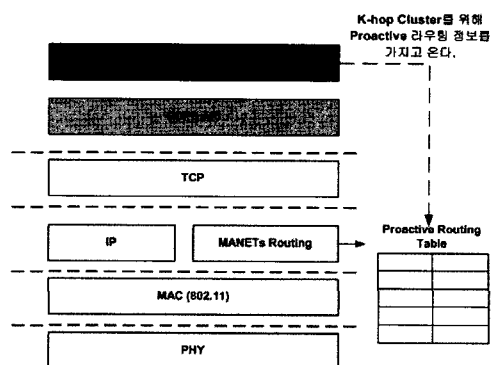 K-hop Cluster를 위해
Proactive 라우팅 정보를
가지고 온다.
TCP
IP
MANETs Routing
Proactive Routing
Table
MAC (802.11)
PHY